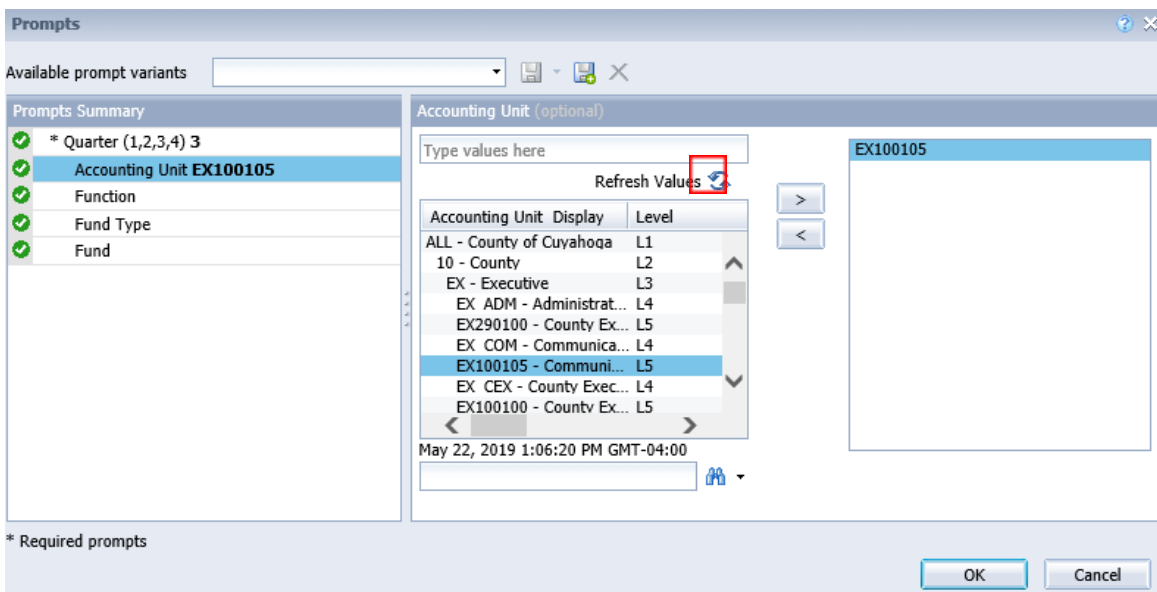 Prompts
Available prompt variants
Prompts Summary
* Quarter (1,2,3,4) 3
Accounting Unit EX100105
Function
Fund Type
Fund
Accounting Unit (optional)
Type values here
Refresh Values
Accounting Unit Display Level
ALL - County of Cuyahoga L1
10 - County L2
EX - Executive L3
EX ADM - Administrat... L4
EX290100 - County Ex... L5
EX COM - Communica... L4
EX100105 - Communi... L5
EX CEX - County Exec... L4
EX100100 - County Ex... L5
May 22, 2019 1:06:20 PM GMT-04:00
>
<
EX100105
* Required prompts
OK Cancel